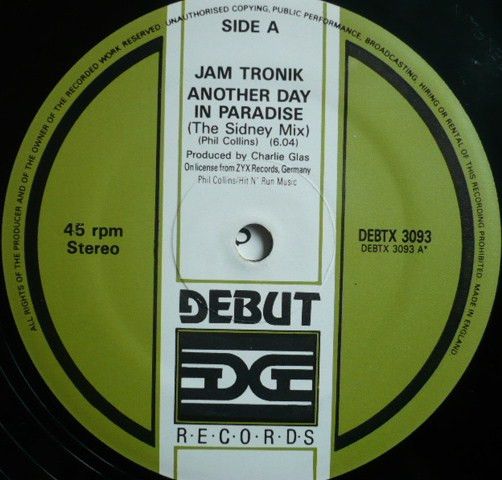 ALL RIGHTS OF THE PRODUCER AND OF THE OWNER OF THE RECORDED WORK RESERVED. UNAUTHORISED COPYING, PUBLIC PERFORMANCE, BROADCASTING, HIRING OR RENTAL OF THIS RECORDING PROHIBITED. MADE IN ENGLAND
SIDE A
JAM TRONIK
ANOTHER DAY
IN PARADISE
(The Sidney Mix)
(Phil Collins) (6.04)
Produced by Charlie Glas
On license from ZYX Records, Germany
Phil Collins/Hit N' Run Music
45 rpm
Stereo
DEBTX 3093
DEBTX 3093 A*
DEBUT
R·E·C·O·R·D·S